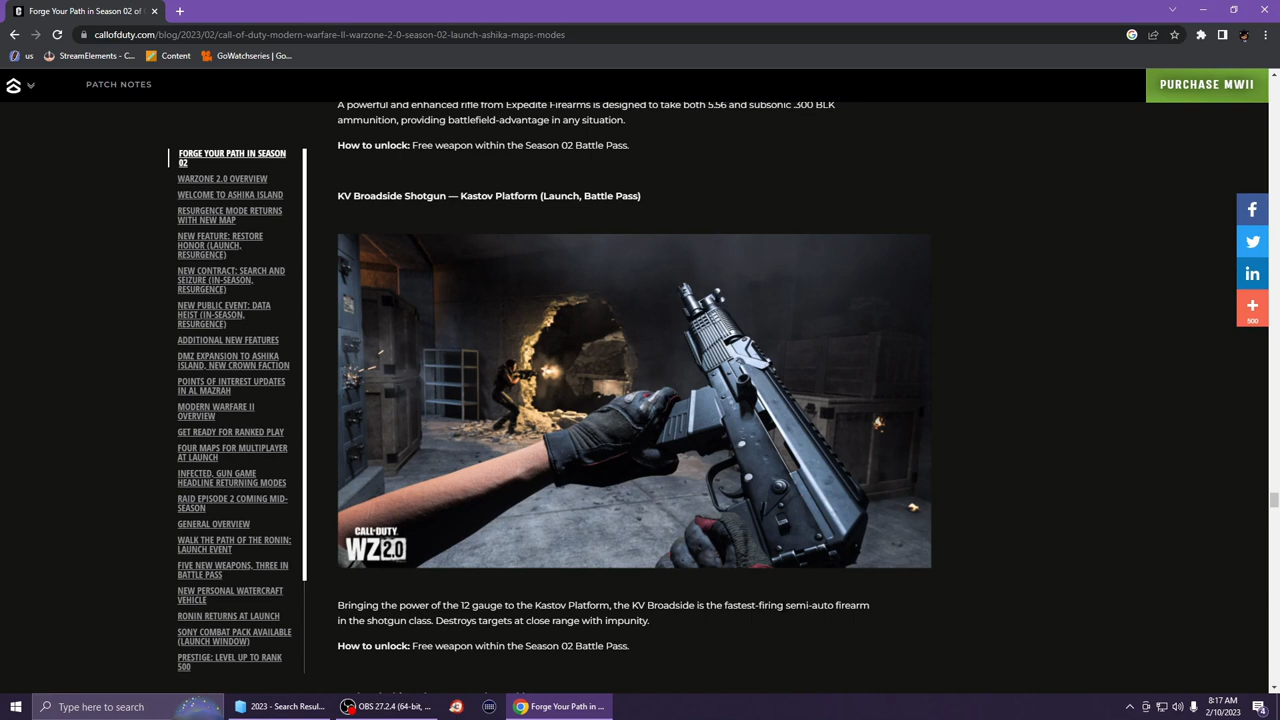 Forge Your Path in
callofduty.com/blog/2023/02/call-of-duty-modern-warfare-II-warzone-2-0-season-02-launch-ashika-maps-modes
us
StreamElements -
Content
GoWatchseries | Go...
PATCH NOTES
PURCHASE MWII
FORGE YOUR PATH IN SEASON
02
WARZONE 2.0 OVERVIEW
WELCOME TO ASHIKA ISLAND
RESURGENCE MODE RETURNS
WITH NEW MAP
NEW FEATURE: RESTORE
HONOR (LAUNCH,
RESURGENCE)
NEW CONTRACT: SEARCH AND
SEIZURE (IN-SEASON,
RESURGENCE)
NEW PUBLIC EVENT: DATA
HEIST (IN-SEASON,
RESURGENCE)
ADDITIONAL NEW FEATURES
DMZ EXPANSION TO ASHIKA
ISLAND, NEW CROWN FACTION
POINTS OF INTEREST UPDATES
IN AL MAZRAH
MODERN WARFARE II
OVERVIEW
GET READY FOR RANKED PLAY
FOUR MAPS FOR MULTIPLAYER
AT LAUNCH
INFECTED, GUN GAME
HEADLINE RETURNING MODES
RAID EPISODE 2 COMING MID-
SEASON
GENERAL OVERVIEW
WALK THE PATH OF THE RONIN:
LAUNCH EVENT
FIVE NEW WEAPONS, THREE IN
BATTLE PASS
NEW PERSONAL WATERCRAFT
VEHICLE
RONIN RETURNS AT LAUNCH
SONY COMBAT PACK AVAILABLE
(LAUNCH WINDOW)
PRESTIGE: LEVEL UP TO RANK
500
A powerful and enhanced rifle from Expedite Firearms is designed to take both 5.56 and subsonic .300 BLK
ammunition, providing battlefield-advantage in any situation.
How to unlock: Free weapon within the Season 02 Battle Pass.
KV Broadside Shotgun — Kastov Platform (Launch, Battle Pass)
CALL OF DUTY.
WZ 2.0
Bringing the power of the 12 gauge to the Kastov Platform, the KV Broadside is the fastest-firing semi-auto firearm
in the shotgun class. Destroys targets at close range with impunity.
How to unlock: Free weapon within the Season 02 Battle Pass.
500
Type here to search
2023 - Search Resul...
OBS 27.2.4 (64-bit, ...
Forge Your Path in ...
8:17 AM
2/10/2023
4